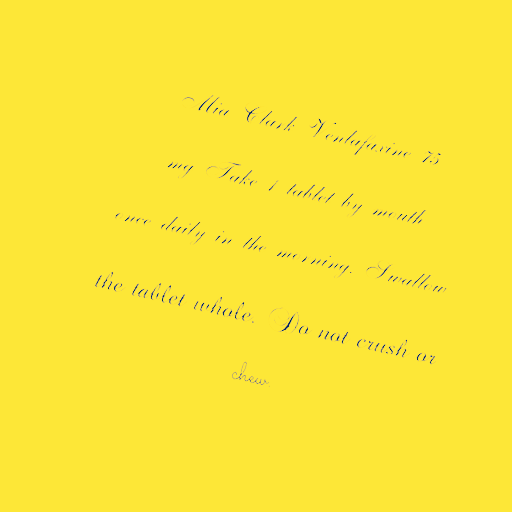 Mia Clark Venlafaxine 75
mg Take 1 tablet by mouth
once daily in the morning. Swallow
the tablet whole. Do not crush or
chew